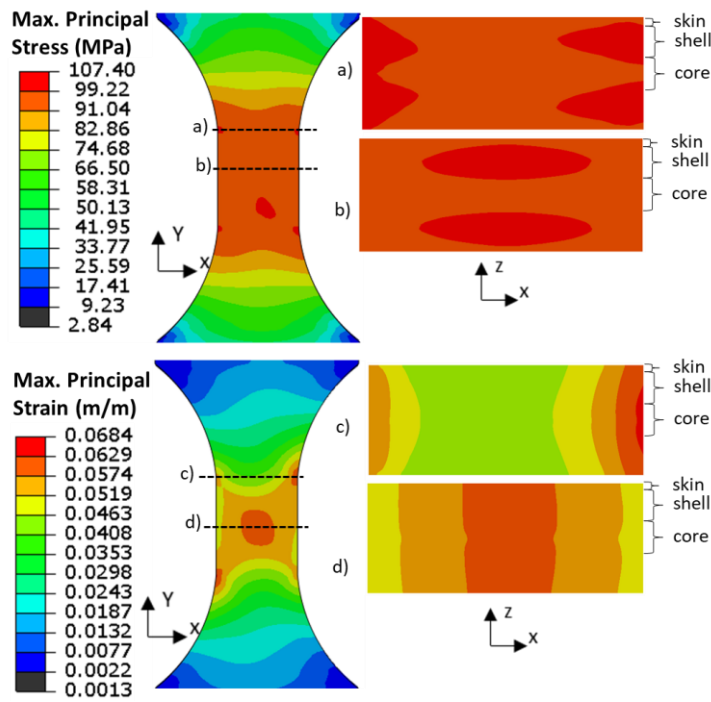 Max. Principal
Stress (MPa)
107.40
99.22
91.04
82.86
74.68
66.50
58.31
50.13
41.95
33.77
25.59
17.41
9.23
2.84
a)
b)
Y
x
a)
skin
shell
core
b)
skin
shell
core
z
x
Max. Principal
Strain (m/m)
0.0684
0.0629
0.0574
0.0519
0.0463
0.0408
0.0353
0.0298
0.0243
0.0187
0.0132
0.0077
0.0022
0.0013
c)
d)
Y
x
c)
skin
shell
core
d)
skin
shell
core
z
x